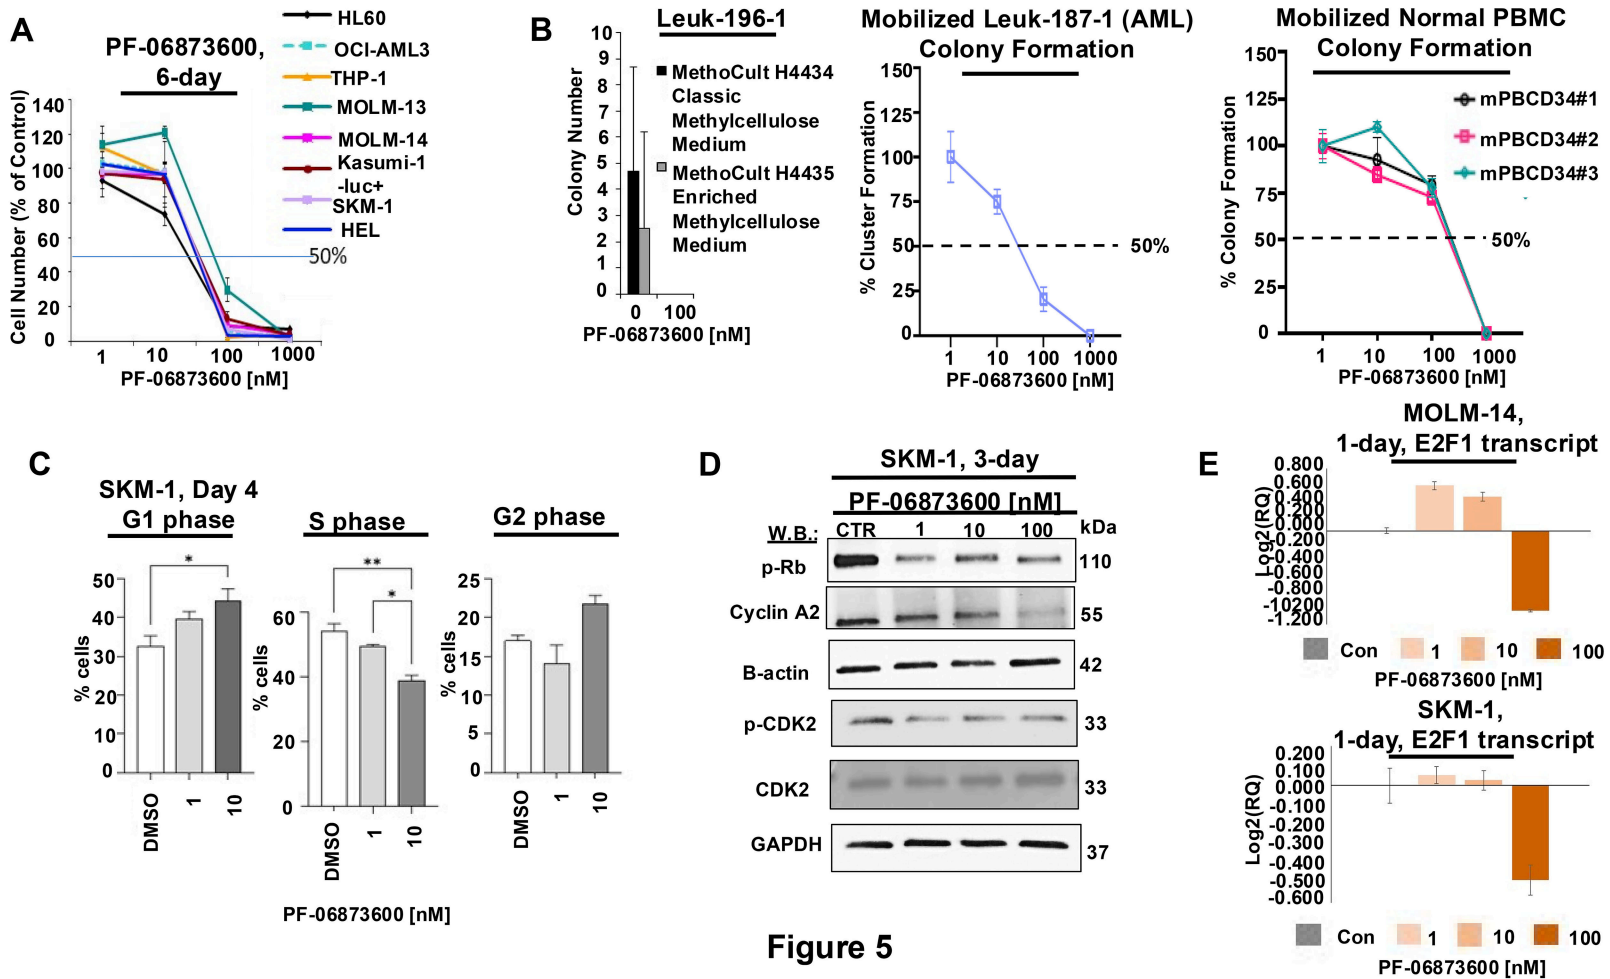 A
PF-06873600,
6-day
HL60
OCI-AML3
THP-1
MOLM-13
MOLM-14
Kasumi-1
-luc+
SKM-1
HEL
Cell Number (% of Control)
140
120
100
80
60
40
20
0
50%
1 10 100 1000
PF-06873600 [nM]
B
Leuk-196-1
Colony Number
10
9
8
7
6
5
4
3
2
1
0
MethoCult H4434
Classic
Methylcellulose
Medium
MethoCult H4435
Enriched
Methylcellulose
Medium
0 100
PF-06873600 [nM]
Mobilized Leuk-187-1 (AML)
Colony Formation
% Cluster Formation
150
125
100
75
50
25
0
50%
1 10 100 1000
PF-06873600 [nM]
Mobilized Normal PBMC
Colony Formation
% Colony Formation
150
125
100
75
50
25
0
mPBCD34#1
mPBCD34#2
mPBCD34#3
50%
1 10 100 1000
PF-06873600 [nM]
C
SKM-1, Day 4
G1 phase
% cells
50
40
30
20
10
0
*
DMSO 1 10
S phase
% cells
60
40
20
0
**
*
DMSO 1 10
G2 phase
% cells
25
20
15
10
5
0
DMSO 1 10
PF-06873600 [nM]
D
SKM-1, 3-day
PF-06873600 [nM]
W.B.: CTR 1 10 100 kDa
p-Rb 110
Cyclin A2 55
B-actin 42
p-CDK2 33
CDK2 33
GAPDH 37
E
MOLM-14,
1-day, E2F1 transcript
Log2(RQ)
0.800
0.600
0.400
0.200
0.000
-0.200
-0.400
-0.600
-0.800
-10200
-1.200
Con 1 10 100
PF-06873600 [nM]
SKM-1,
1-day, E2F1 transcript
Log2(RQ)
0.200
0.100
0.000
-0.100
-0.200
-0.300
-0.400
-0.500
-0.600
Con 1 10 100
PF-06873600 [nM]
Figure 5